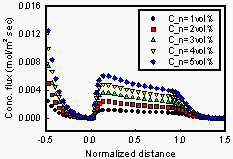 0.016
0.012
0.008
0.004
0.000
Conc. flux (mol/m² sec)
C_n=1vol%
C_n=2vol%
C_n=3vol%
C_n=4vol%
C_n=5vol%
-0.5 0.0 0.5 1.0 1.5
Normalized distance